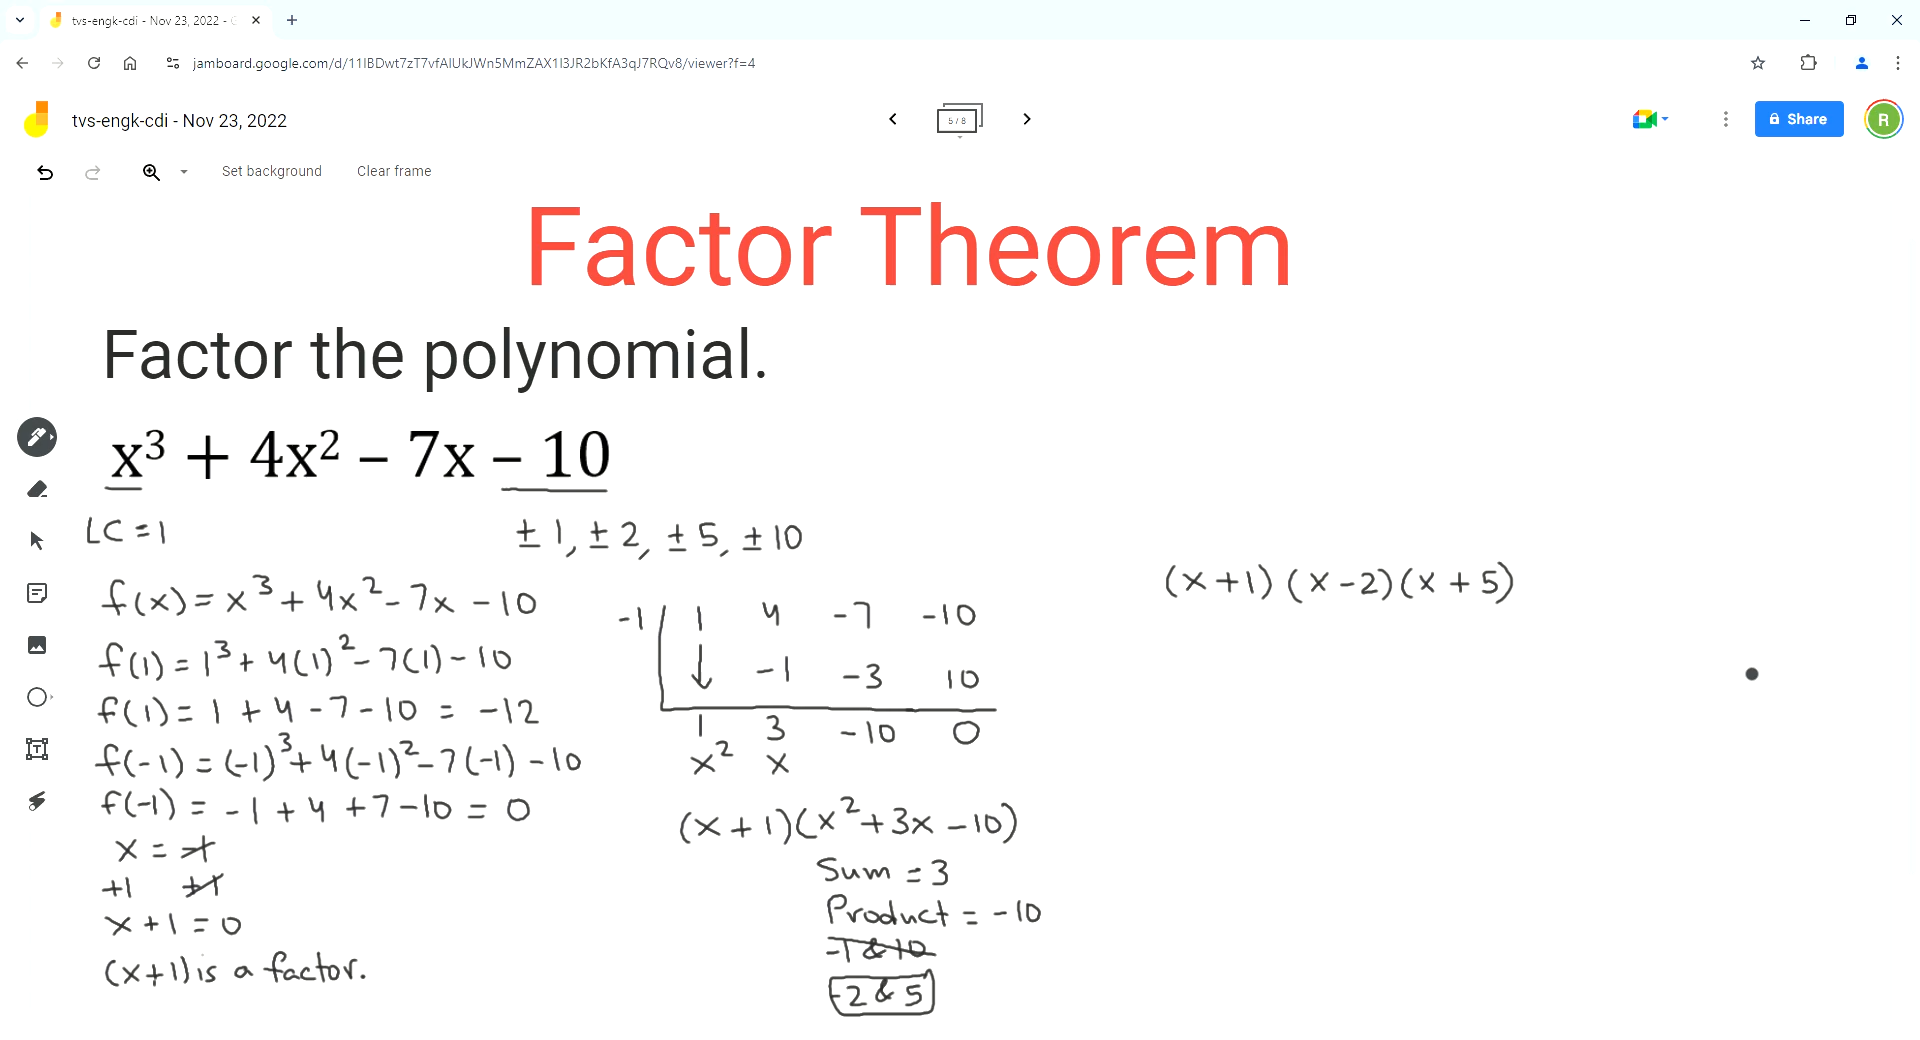 tvs-engk-cdi - Nov 23, 2022 - G
jamboard.google.com/d/11IBDwt7zT7vfAlUkJWn5MmZAX1I3JR2bKfA3qJ7RQv8/viewer?f=4
tvs-engk-cdi - Nov 23, 2022
5 / 8
Share
R
Set background Clear frame
Factor Theorem
Factor the polynomial.
x³ + 4x² – 7x – 10
LC = 1
± 1, ± 2, ± 5, ± 10
f(x) = x³ + 4x² - 7x - 10
f(1) = 1³ + 4(1)² - 7(1) - 10
f(1) = 1 + 4 - 7 - 10 = -12
f(-1) = (-1)³ + 4(-1)² - 7(-1) - 10
f(-1) = -1 + 4 + 7 - 10 = 0
x = -1
+1 +1
x + 1 = 0
(x+1) is a factor.
-1 1 4 -7 -10
-1 -3 10
1 3 -10 0
x² x
(x + 1)(x² + 3x - 10)
Sum = 3
Product = -10
-1 & 10
-2 & 5
(x+1)(x-2)(x+5)